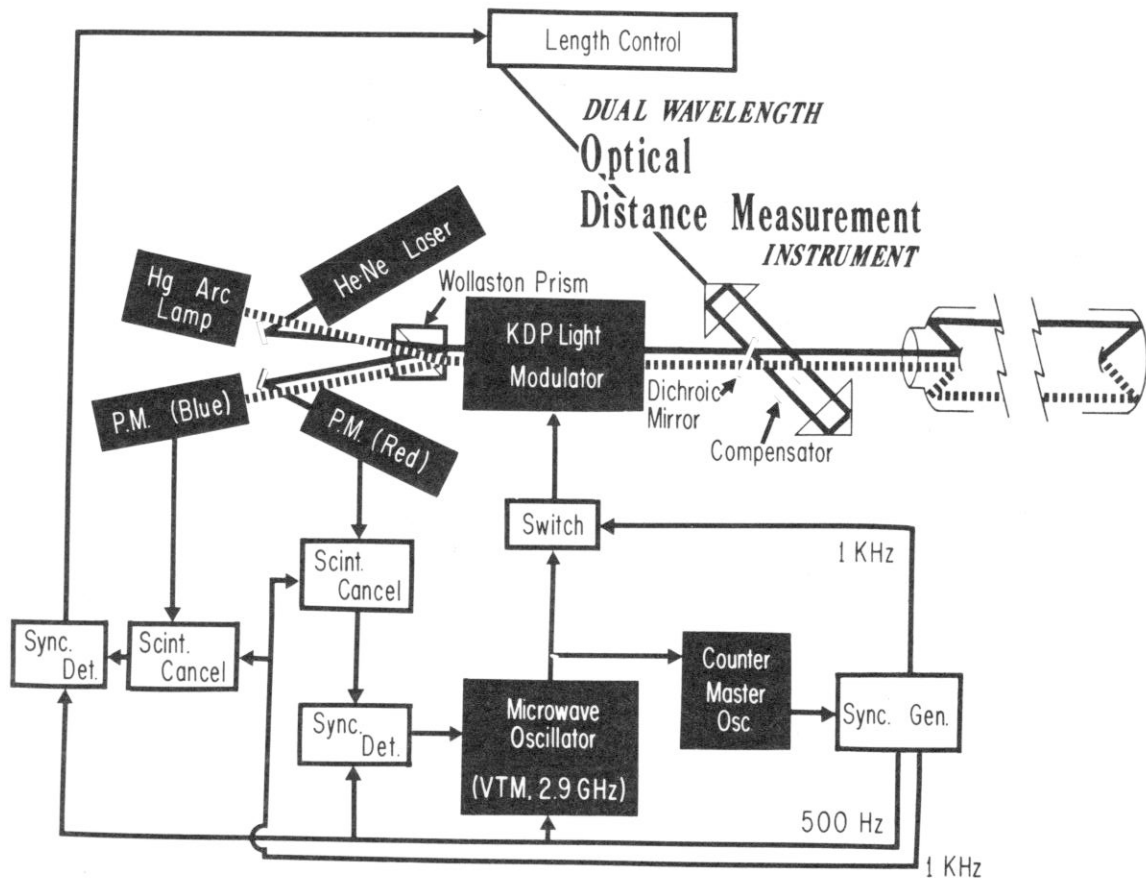 Length Control
DUAL WAVELENGTH
Optical
Distance Measurement
INSTRUMENT
Hg Arc
Lamp
He-Ne Laser
Wollaston Prism
KDP Light
Modulator
Dichroic
Mirror
Compensator
P.M. (Blue)
P.M. (Red)
Switch
1 KHz
Scint.
Cancel
Sync.
Det.
Scint.
Cancel
Sync.
Det.
Microwave
Oscillator
(VTM, 2.9 GHz)
Counter
Master
Osc.
Sync. Gen.
500 Hz
1 KHz